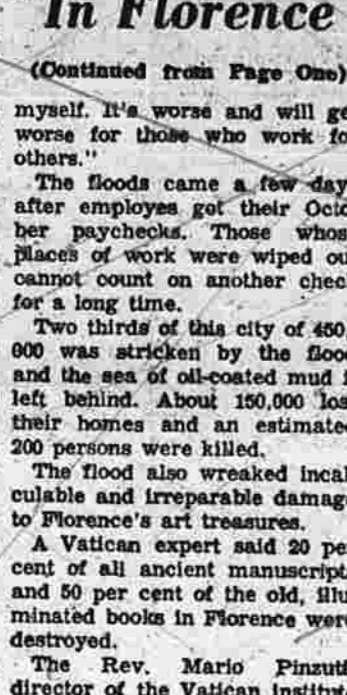 In Florence
(Continued from Page One)
myself. It's worse and will ge
worse for those who work fo
others."
The floods came a few day
after employes got their Octo
ber paychecks. Those whos
places of work were wiped ou
cannot count on another chec
for a long time.
Two thirds of this city of 450,
000 was stricken by the flood
and the sea of oil-coated mud i
left behind. About 150,000 los
their homes and an estimated
200 persons were killed.
The flood also wreaked incal
culable and irreparable damag
to Florence's art treasures.
A Vatican expert said 20 per
cent of all ancient manuscript
and 50 per cent of the old, illu
minated books in Florence were
destroyed.
The Rev. Mario Pinzuti
director of the Vatican Institu